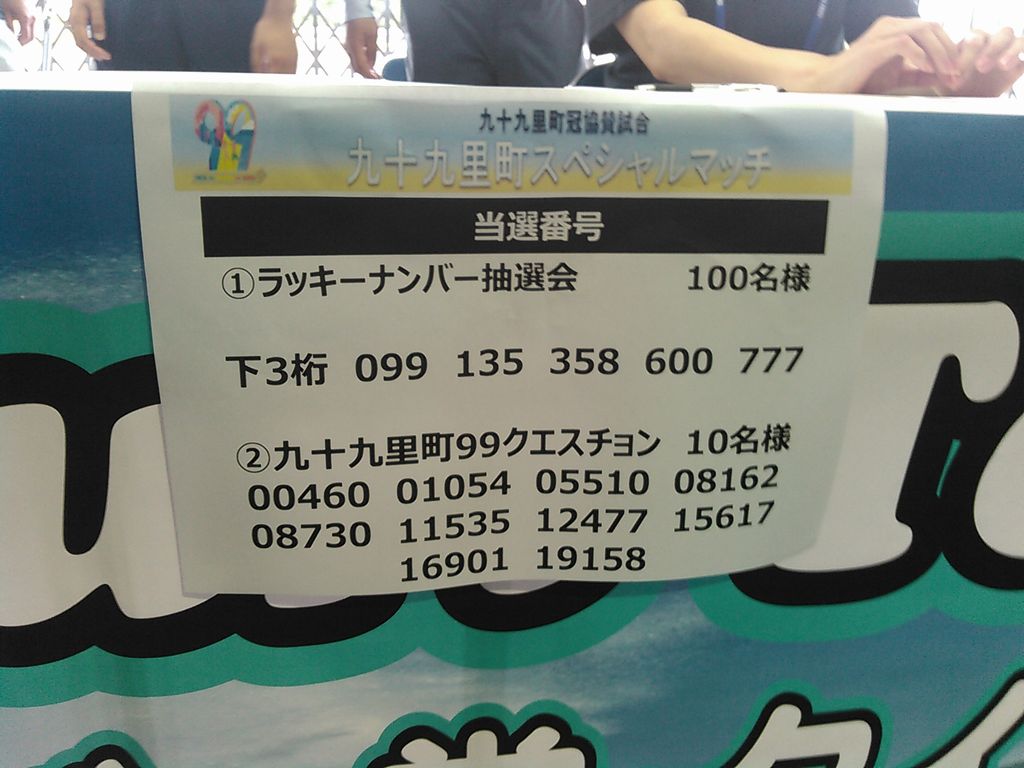 99
九十九里町冠協賛試合
九十九里町スペシャルマッチ
当選番号
①ラッキーナンバー抽選会 100名様
下3桁 099 135 358 600 777
②九十九里町99クエスチョン 10名様
00460 01054 05510 08162
08730 11535 12477 15617
16901 19158